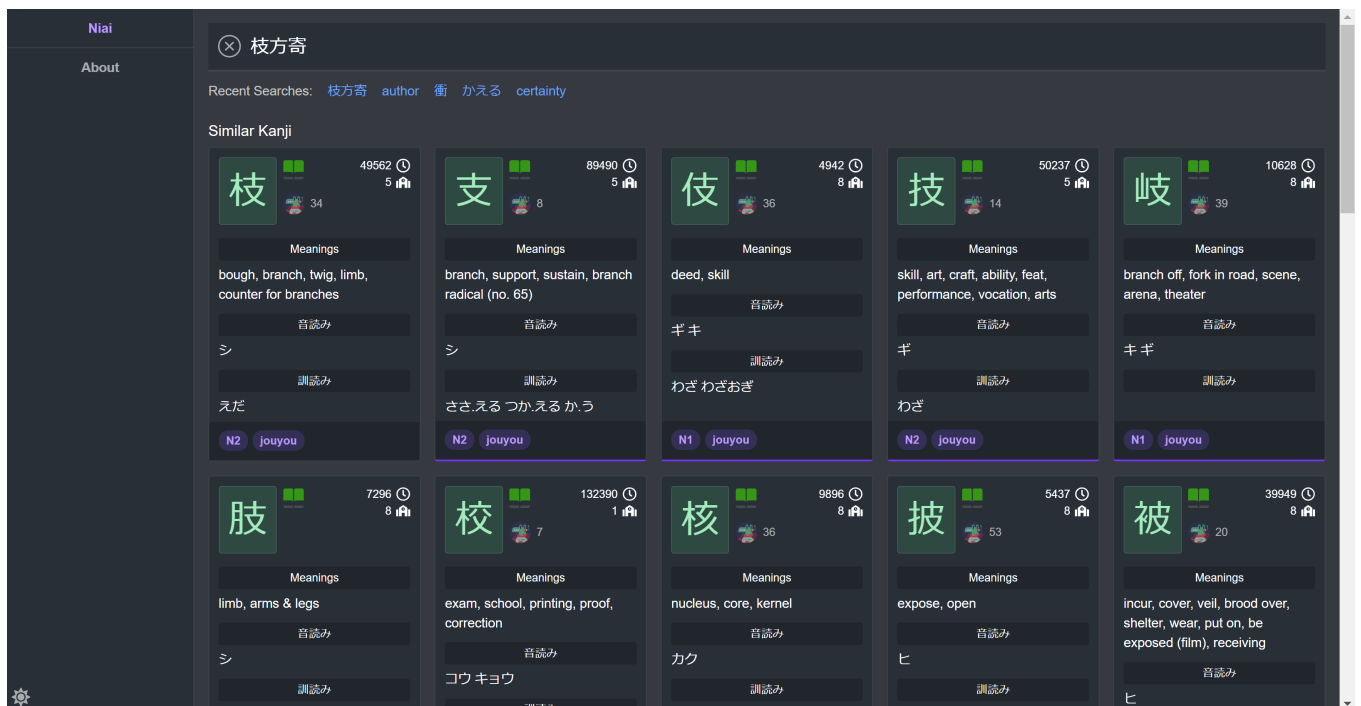 Niai
About
枝方寄
Recent Searches: 枝方寄 author 衝 かえる certainty
Similar Kanji
枝 49562 5 34
Meanings
bough, branch, twig, limb,
counter for branches
音読み
シ
訓読み
えだ
N2 jouyou
支 89490 5 8
Meanings
branch, support, sustain, branch
radical (no. 65)
音読み
シ
訓読み
ささ.える つか.える か.う
N2 jouyou
伎 4942 8 36
Meanings
deed, skill
音読み
ギ キ
訓読み
わざ わざおぎ
N1 jouyou
技 50237 5 14
Meanings
skill, art, craft, ability, feat,
performance, vocation, arts
音読み
ギ
訓読み
わざ
N2 jouyou
岐 10628 8 39
Meanings
branch off, fork in road, scene,
arena, theater
音読み
キ ギ
訓読み
N1 jouyou
肢 7296 8
Meanings
limb, arms & legs
音読み
シ
訓読み
校 132390 1 7
Meanings
exam, school, printing, proof,
correction
音読み
コウ キョウ
訓読み
核 9896 8 36
Meanings
nucleus, core, kernel
音読み
カク
訓読み
披 5437 8 53
Meanings
expose, open
音読み
ヒ
訓読み
被 39949 8 20
Meanings
incur, cover, veil, brood over,
shelter, wear, put on, be
exposed (film), receiving
音読み
ヒ